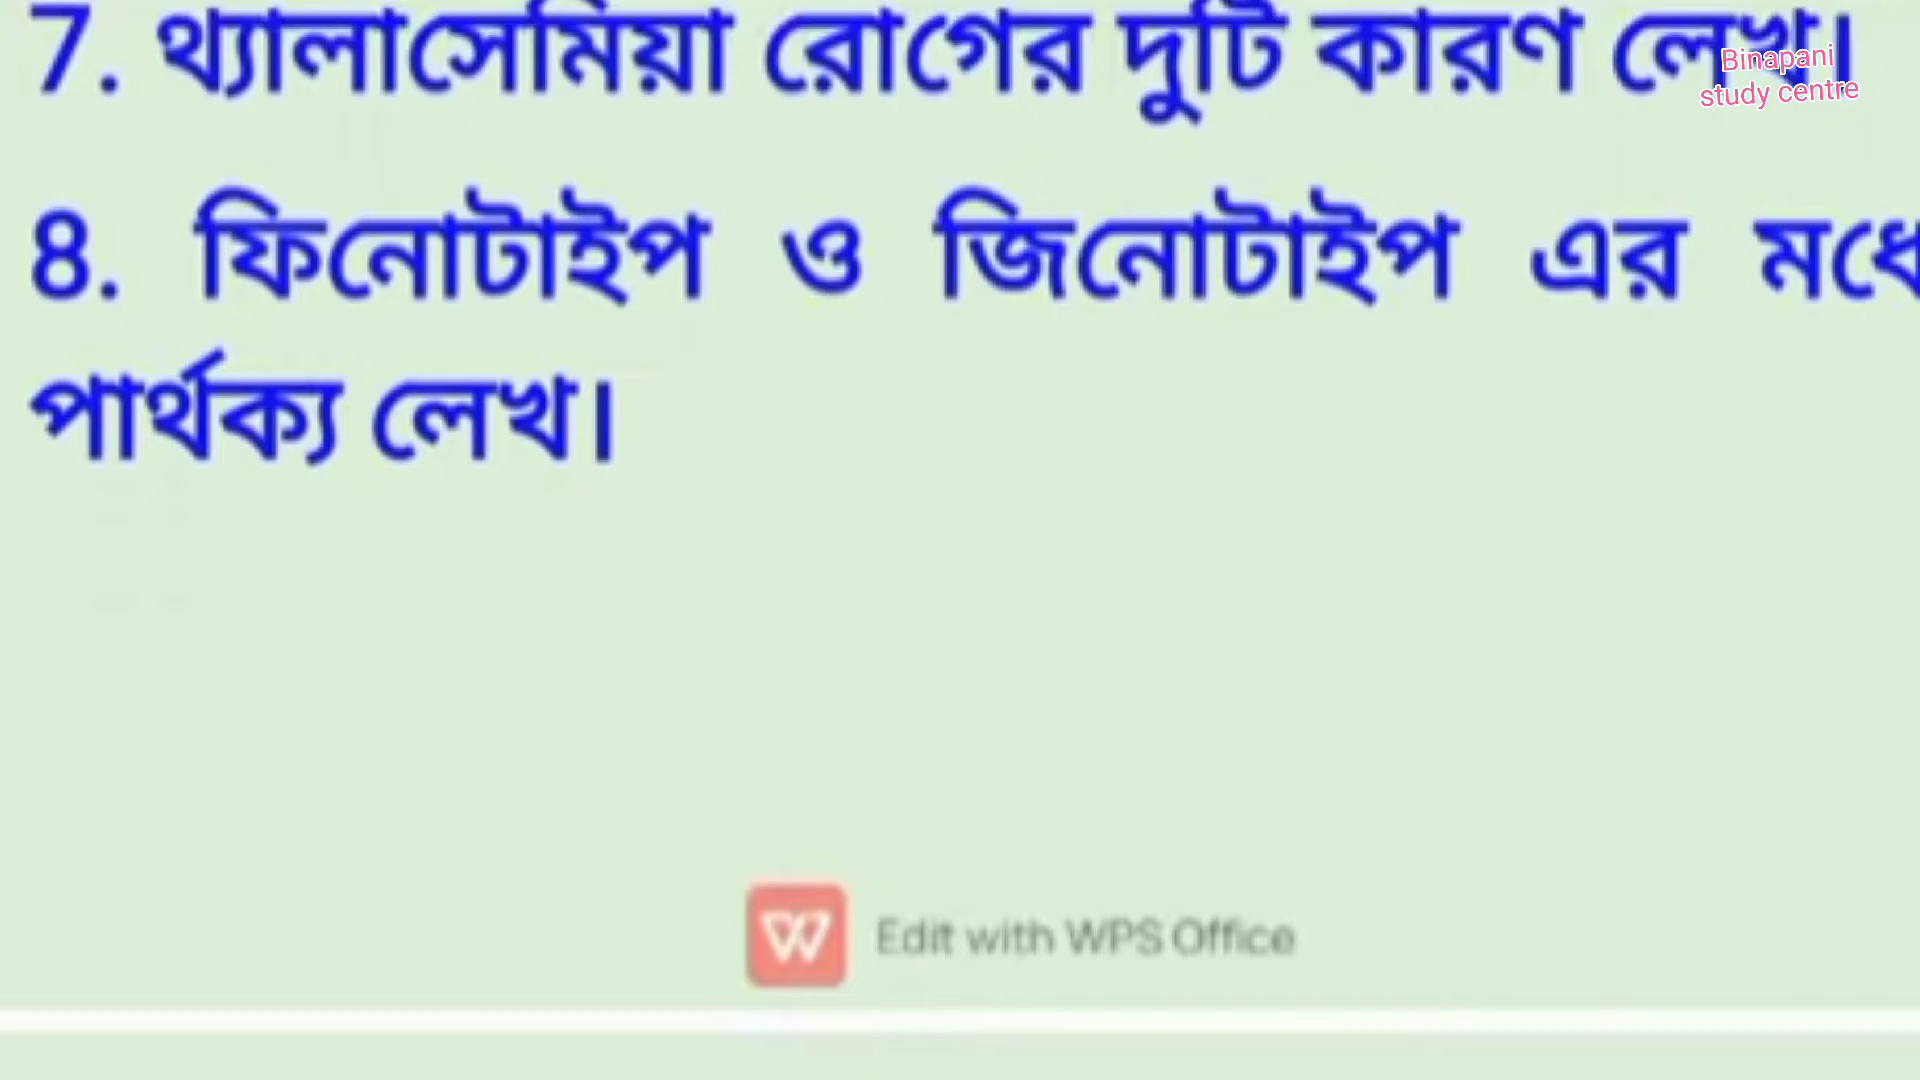 7. থ্যালাসেমিয়া রোগের দুটি কারণ লেখ।
Binapani
study centre
8. ফিনোটাইপ ও জিনোটাইপ এর
পার্থক্য লেখ।
Edit with WPS Office